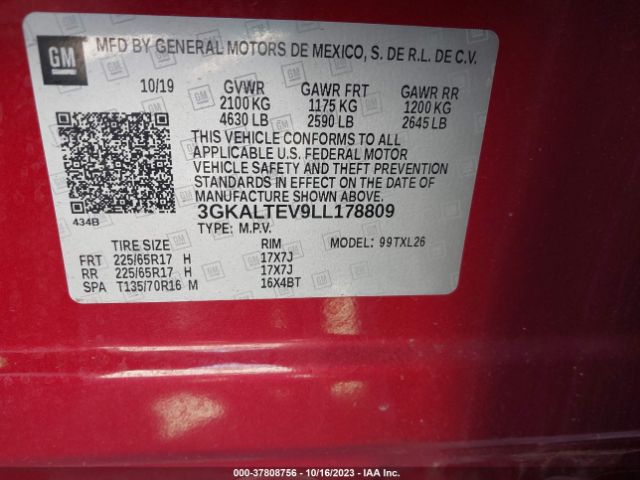 GM
MFD BY GENERAL MOTORS DE MEXICO, S. DE R.L. DE C.V.
10/19 GVWR GAWR FRT GAWR RR
2100 KG 1175 KG 1200 KG
4630 LB 2590 LB 2645 LB
THIS VEHICLE CONFORMS TO ALL
APPLICABLE U.S. FEDERAL MOTOR
VEHICLE SAFETY AND THEFT PREVENTION
STANDARDS IN EFFECT ON THE DATE OF
MANUFACTURE SHOWN ABOVE.
3GKALTEV9LL178809
434B
TYPE: M.P.V.
TIRE SIZE RIM MODEL: 99TXL26
FRT 225/65R17 H 17X7J
RR 225/65R17 H 17X7J
SPA T135/70R16 M 16X4BT
000-37808756 - 10/16/2023 - IAA Inc.